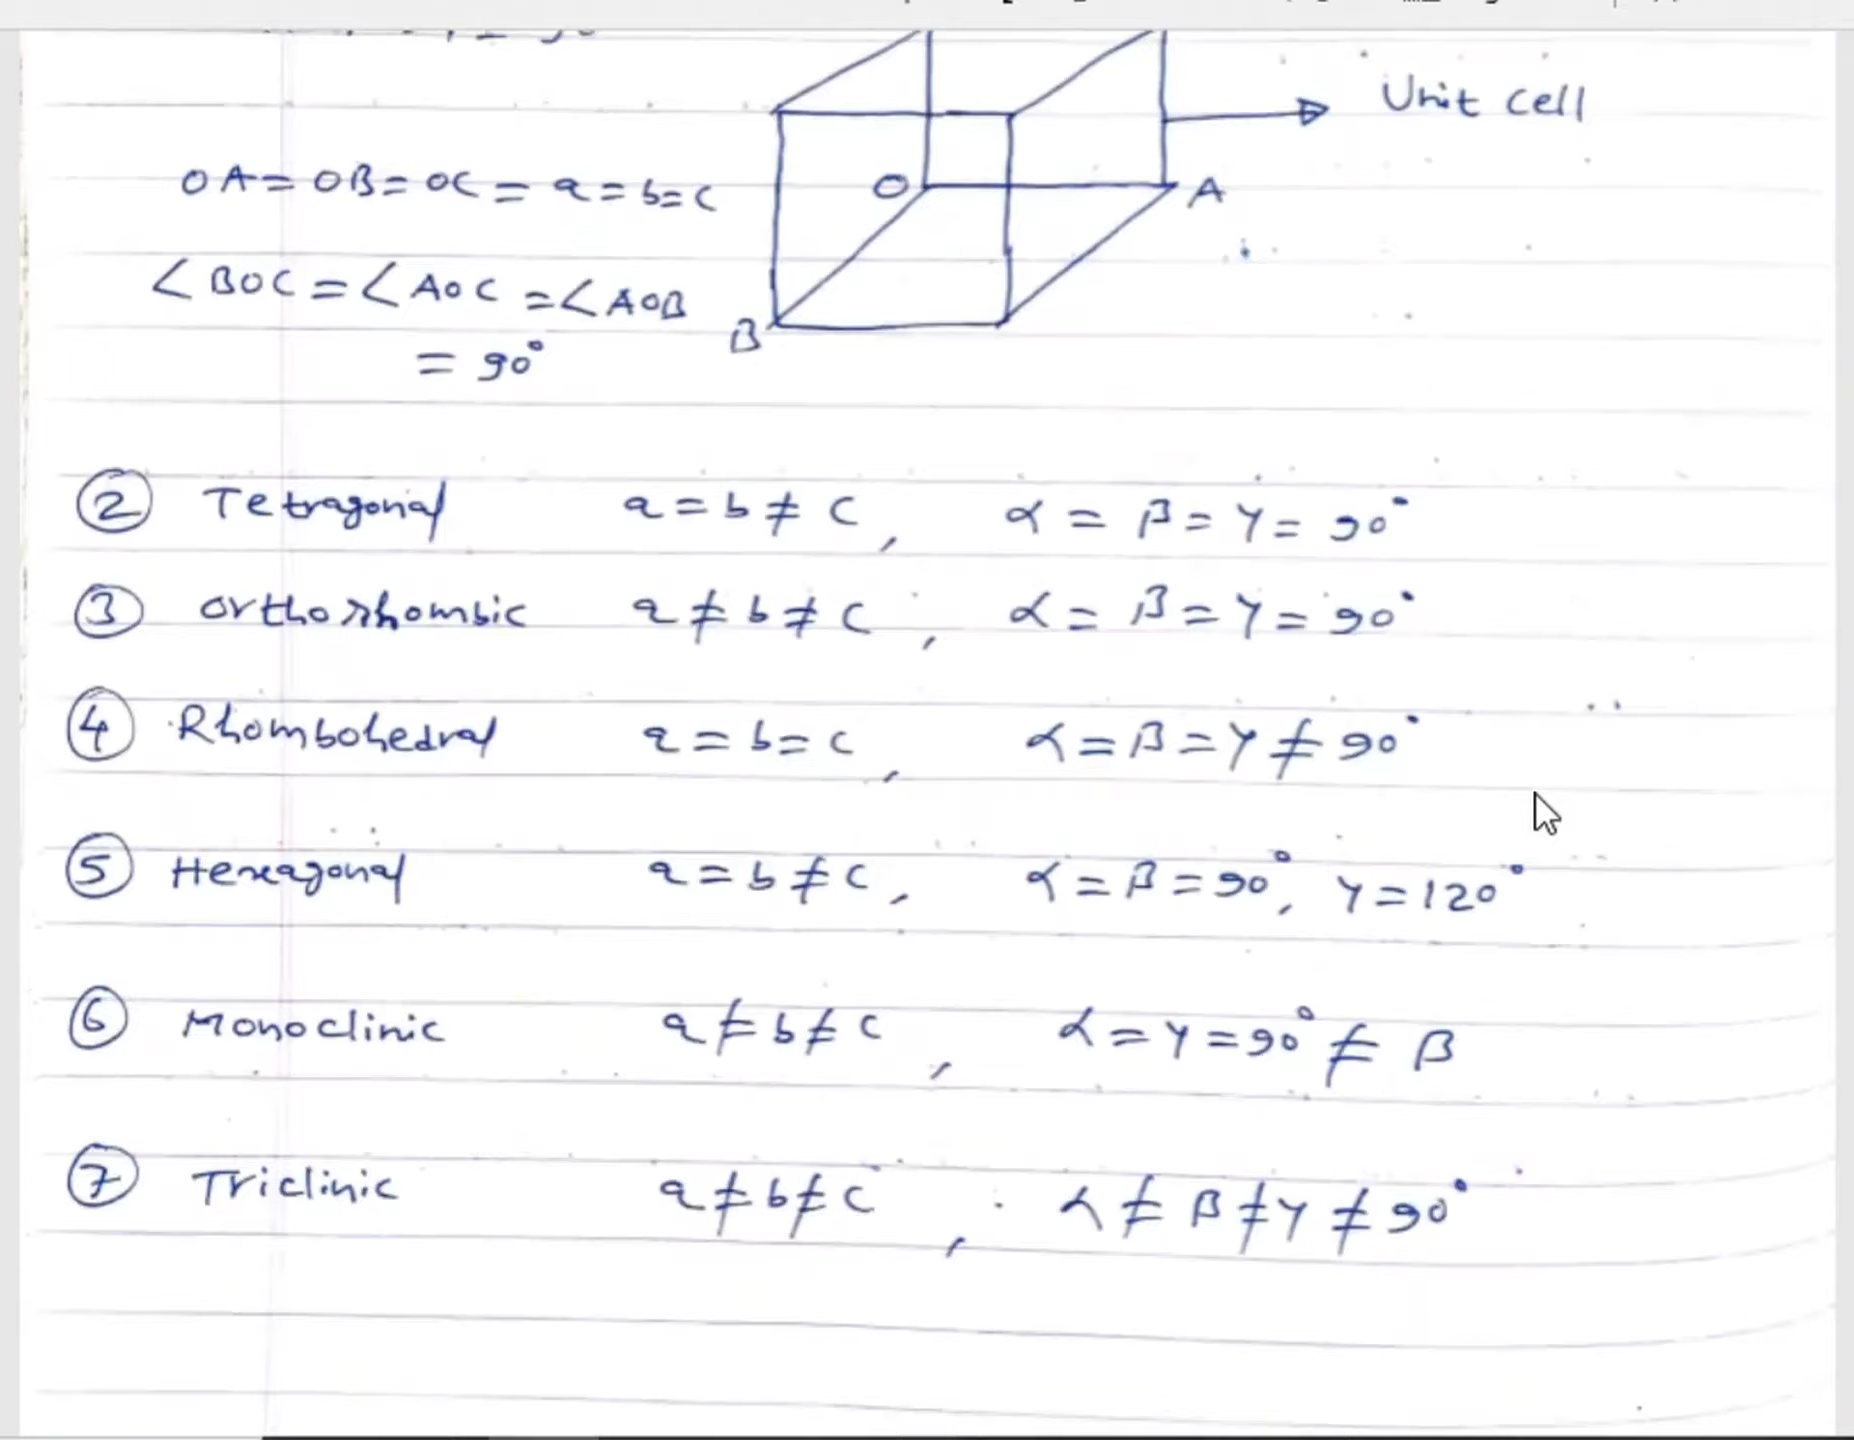 Unit cell
OA = OB = OC = a = b = c
O
A
∠BOC = ∠AOC = ∠AOB
B
= 90°
② Tetragonal a = b ≠ c, α = β = γ = 90°
③ Orthorhombic a ≠ b ≠ c, α = β = γ = 90°
④ Rhombohedral a = b = c, α = β = γ ≠ 90°
⑤ Hexagonal a = b ≠ c, α = β = 90°, γ = 120°
⑥ Monoclinic a ≠ b ≠ c, α = γ = 90° ≠ β
⑦ Triclinic a ≠ b ≠ c, α ≠ β ≠ γ ≠ 90°